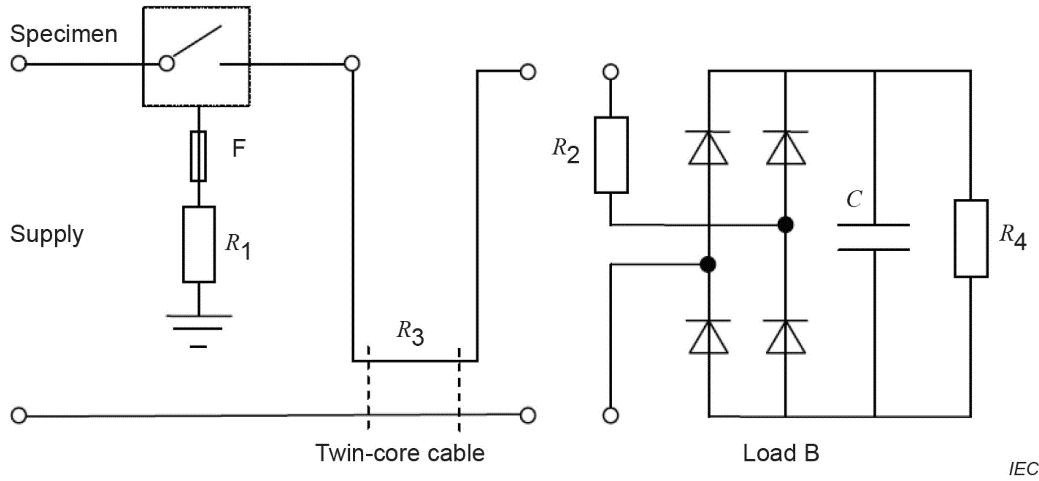 Specimen
F
R2
C
Supply
R1
R4
R3
Twin-core cable
Load B
IEC